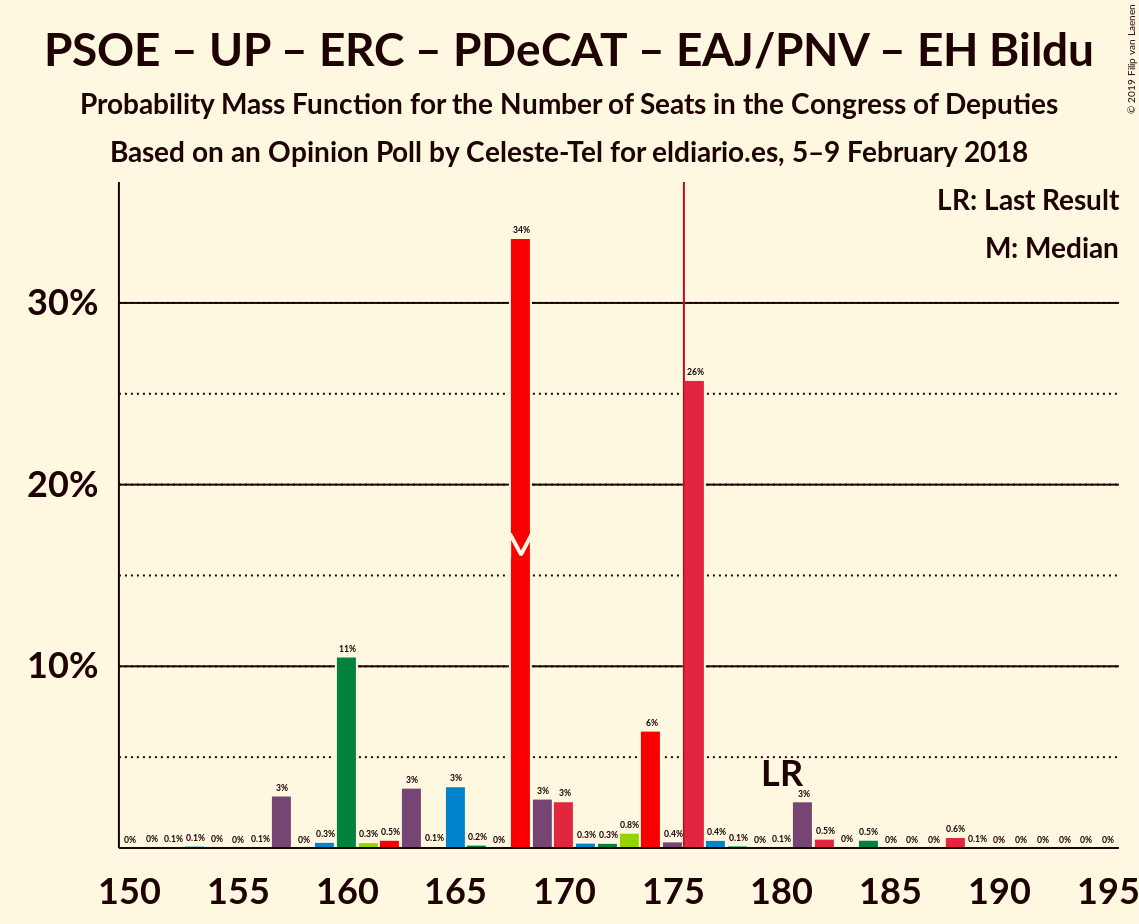 PSOE – UP – ERC – PDeCAT – EAJ/PNV – EH Bildu
Probability Mass Function for the Number of Seats in the Congress of Deputies
Based on an Opinion Poll by Celeste-Tel for eldiario.es, 5–9 February 2018
© 2019 Filip van Laenen
LR: Last Result
M: Median
30%
20%
10%
0% 0% 0.1% 0.1% 0% 0% 0.1% 3% 0% 0.3% 11% 0.3% 0.5% 3% 0.1% 3% 0.2% 0% 34% 3% 3% 0.3% 0.3% 0.8% 6% 0.4% 26% 0.4% 0.1% 0% 0.1% 3% 0.5% 0% 0.5% 0% 0% 0% 0.6% 0.1% 0% 0% 0% 0% 0% 0%
M
LR
150 155 160 165 170 175 180 185 190 195